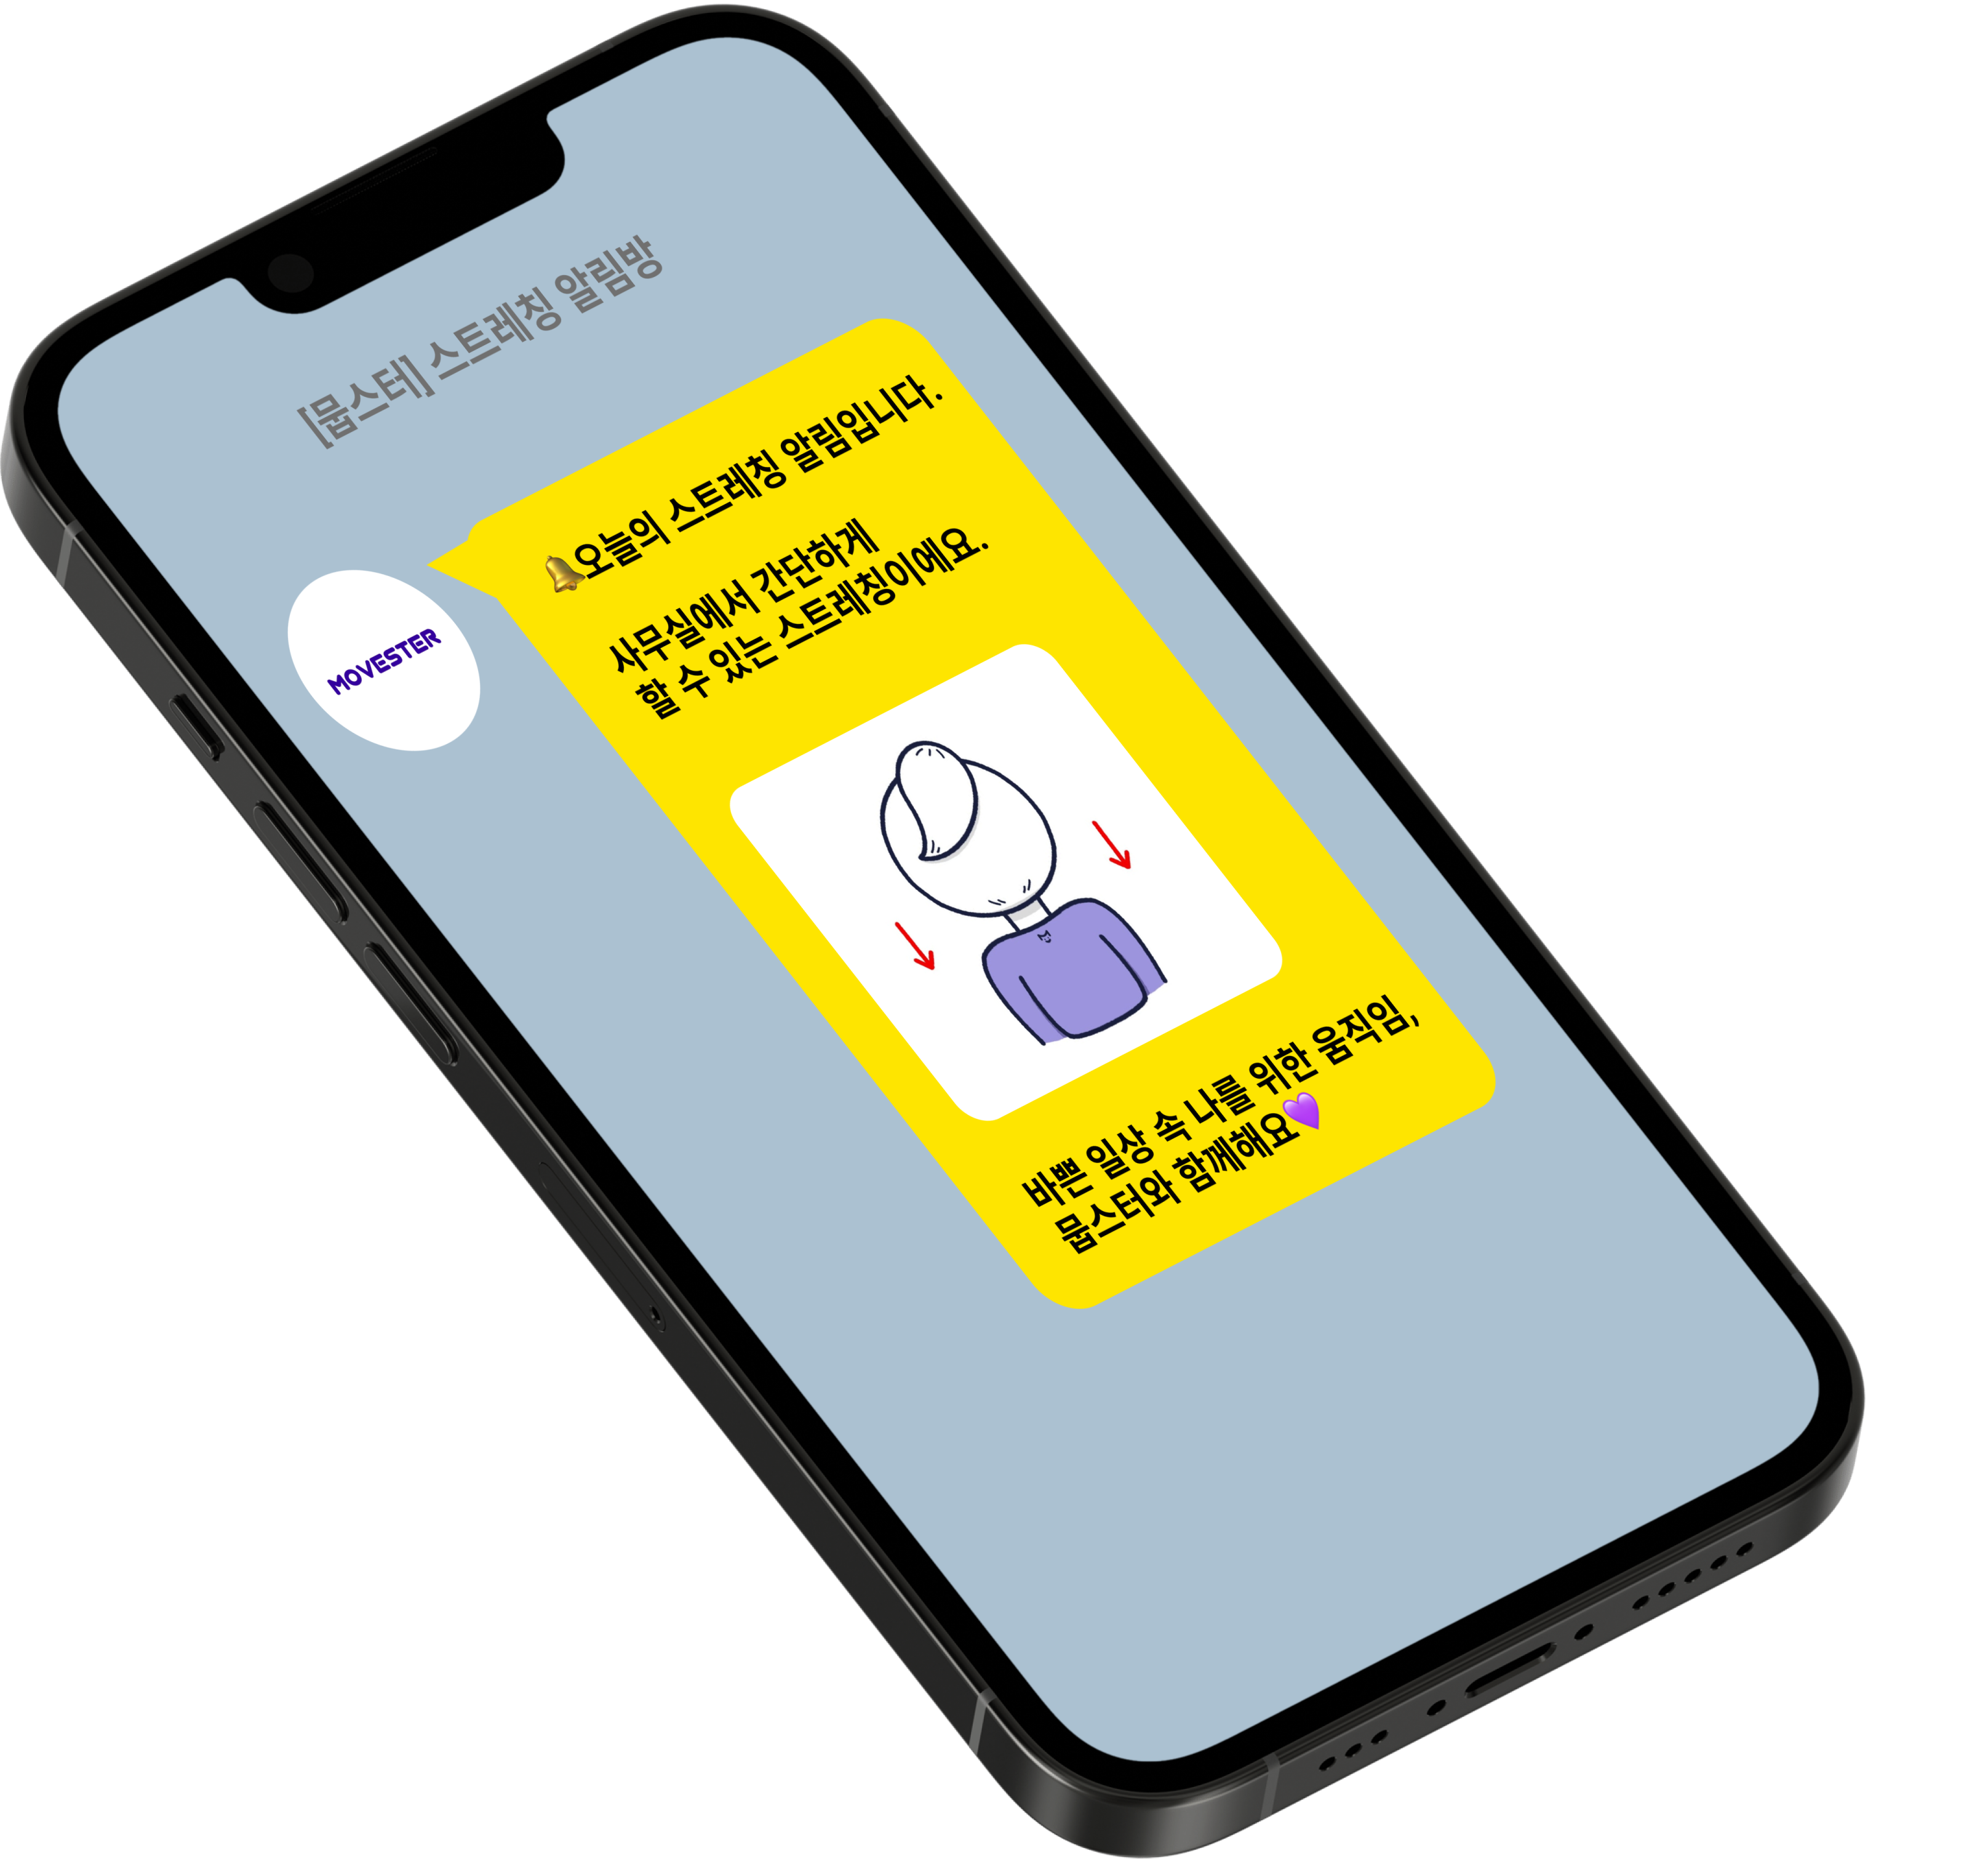 [뭅스테] 스트레칭 알림방
🔔오늘의 스트레칭 알림입니다.
사무실에서 간단하게
할 수 있는 스트레칭이에요.
MOVESTER
바쁜 일상 속 나를 위한 움직임,
뭅스터와 함께해요💜